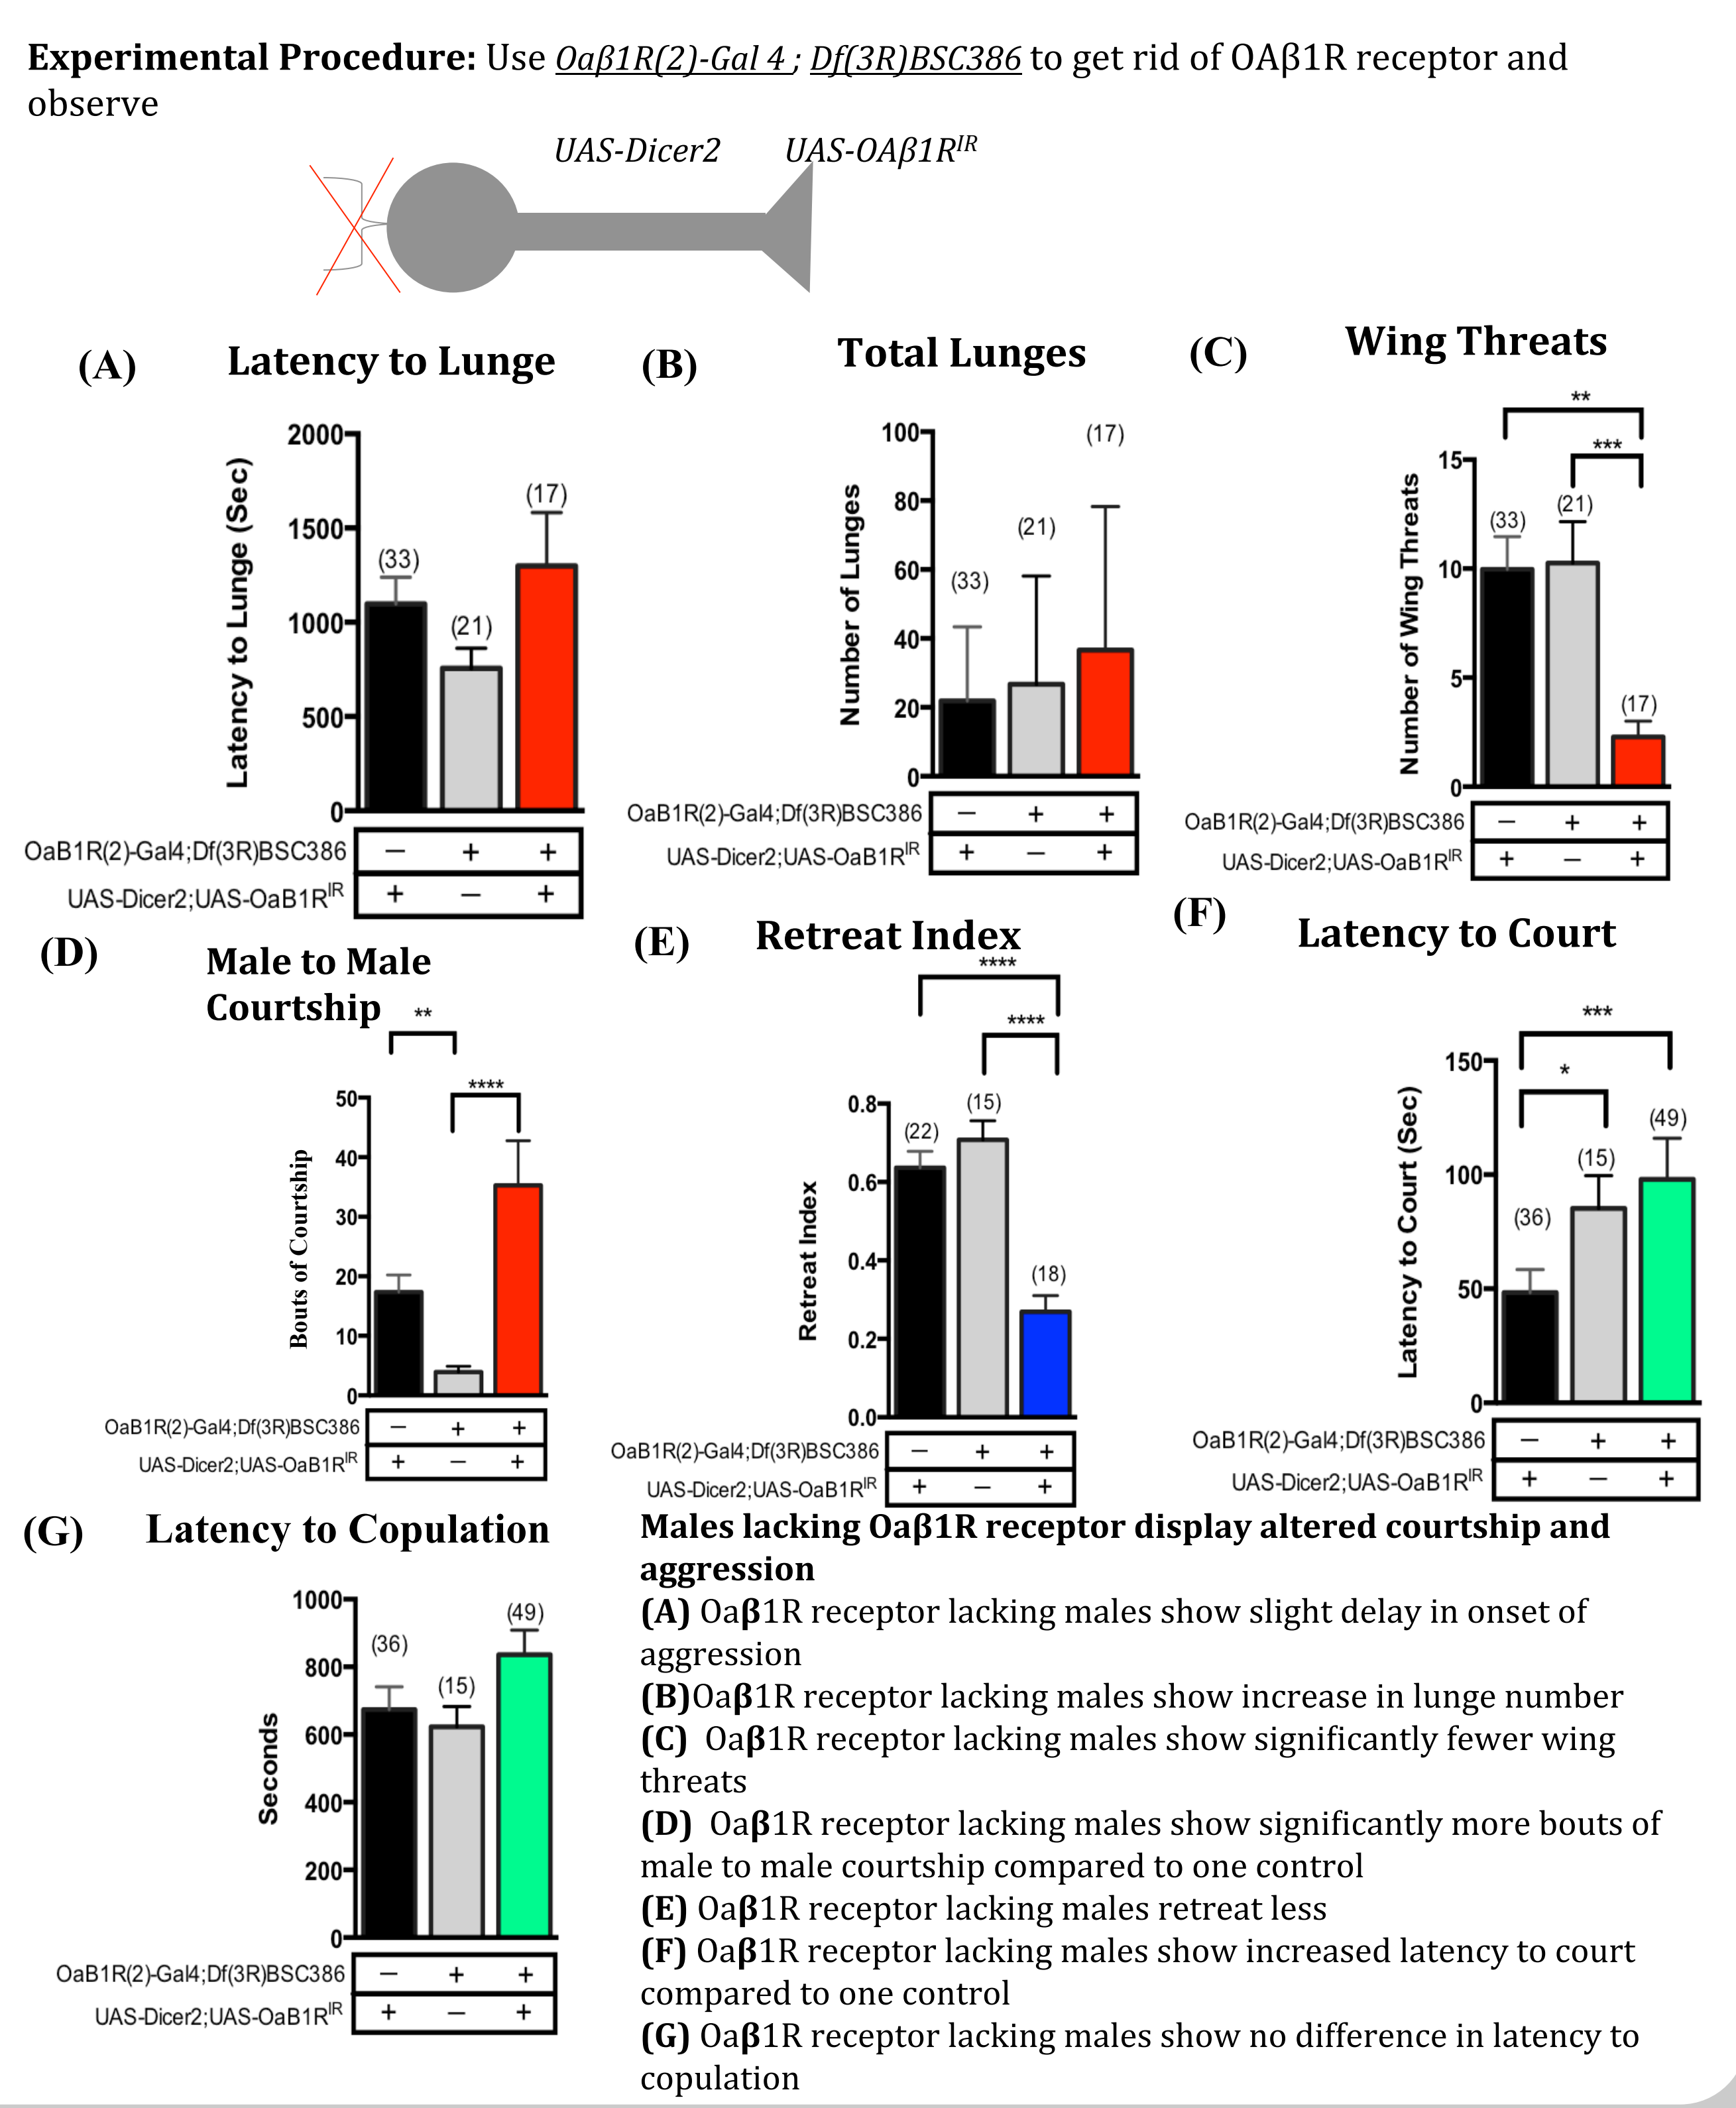 Experimental Procedure: Use Oaβ1R(2)-Gal 4 ; Df(3R)BSC386 to get rid of OAβ1R receptor and
observe
UAS-Dicer2 UAS-OAβ1R^IR
(A) Latency to Lunge
Latency to Lunge (Sec)
2000
1500
1000
500
0
(33)
(21)
(17)
OaB1R(2)-Gal4;Df(3R)BSC386 – + +
UAS-Dicer2;UAS-OaB1R^IR + – +
(B) Total Lunges
Number of Lunges
100
80
60
40
20
0
(33)
(21)
(17)
OaB1R(2)-Gal4;Df(3R)BSC386 – + +
UAS-Dicer2;UAS-OaB1R^IR + – +
(C) Wing Threats
**
***
Number of Wing Threats
15
10
5
0
(33)
(21)
(17)
OaB1R(2)-Gal4;Df(3R)BSC386 – + +
UAS-Dicer2;UAS-OaB1R^IR + – +
(D) Male to Male
Courtship
**
****
Bouts of Courtship
50
40
30
20
10
0
OaB1R(2)-Gal4;Df(3R)BSC386 – + +
UAS-Dicer2;UAS-OaB1R^IR + – +
(E) Retreat Index
****
****
Retreat Index
0.8
0.6
0.4
0.2
0.0
(22)
(15)
(18)
OaB1R(2)-Gal4;Df(3R)BSC386 – + +
UAS-Dicer2;UAS-OaB1R^IR + – +
(F) Latency to Court
***
*
Latency to Court (Sec)
150
100
50
0
(36)
(15)
(49)
OaB1R(2)-Gal4;Df(3R)BSC386 – + +
UAS-Dicer2;UAS-OaB1R^IR + – +
(G) Latency to Copulation
Seconds
1000
800
600
400
200
0
(36)
(15)
(49)
OaB1R(2)-Gal4;Df(3R)BSC386 – + +
UAS-Dicer2;UAS-OaB1R^IR + – +
Males lacking Oaβ1R receptor display altered courtship and
aggression
(A) Oaβ1R receptor lacking males show slight delay in onset of
aggression
(B)Oaβ1R receptor lacking males show increase in lunge number
(C) Oaβ1R receptor lacking males show significantly fewer wing
threats
(D) Oaβ1R receptor lacking males show significantly more bouts of
male to male courtship compared to one control
(E) Oaβ1R receptor lacking males retreat less
(F) Oaβ1R receptor lacking males show increased latency to court
compared to one control
(G) Oaβ1R receptor lacking males show no difference in latency to
copulation